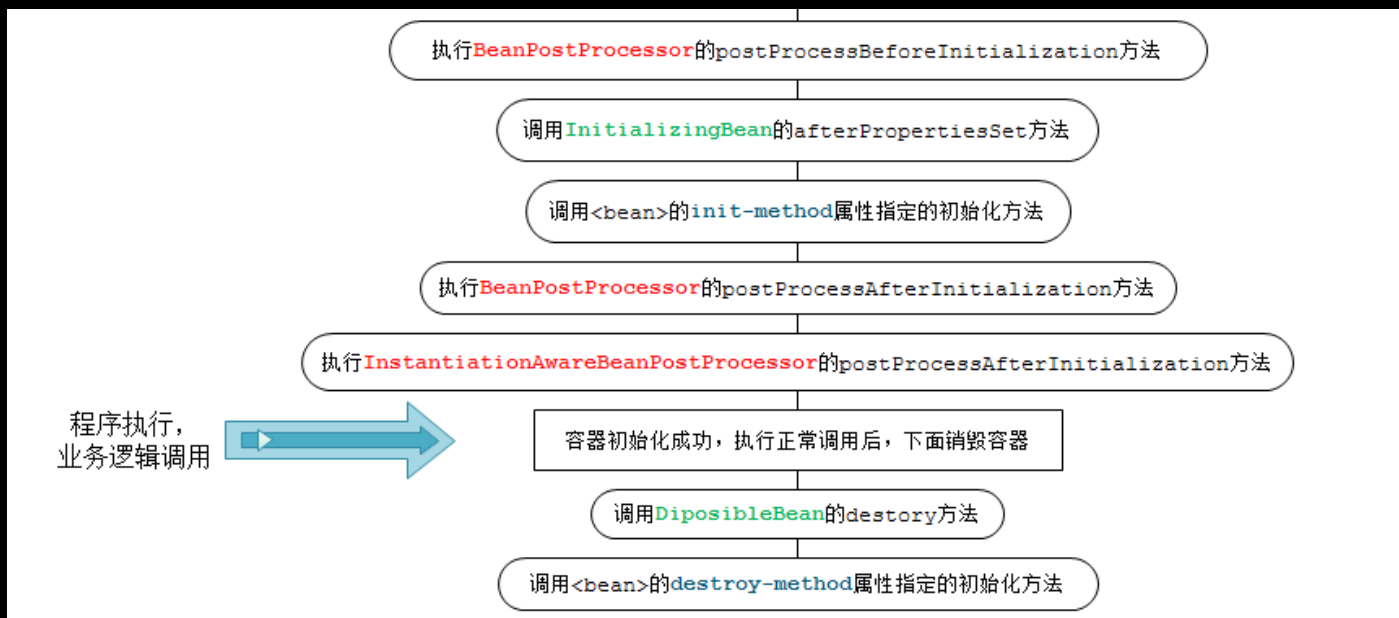 执行BeanPostProcessor的postProcessBeforeInitialization方法
调用InitializingBean的afterPropertiesSet方法
调用<bean>的init-method属性指定的初始化方法
执行BeanPostProcessor的postProcessAfterInitialization方法
执行InstantiationAwareBeanPostProcessor的postProcessAfterInitialization方法
程序执行，
业务逻辑调用
容器初始化成功，执行正常调用后，下面销毁容器
调用DiposibleBean的destory方法
调用<bean>的destroy-method属性指定的初始化方法